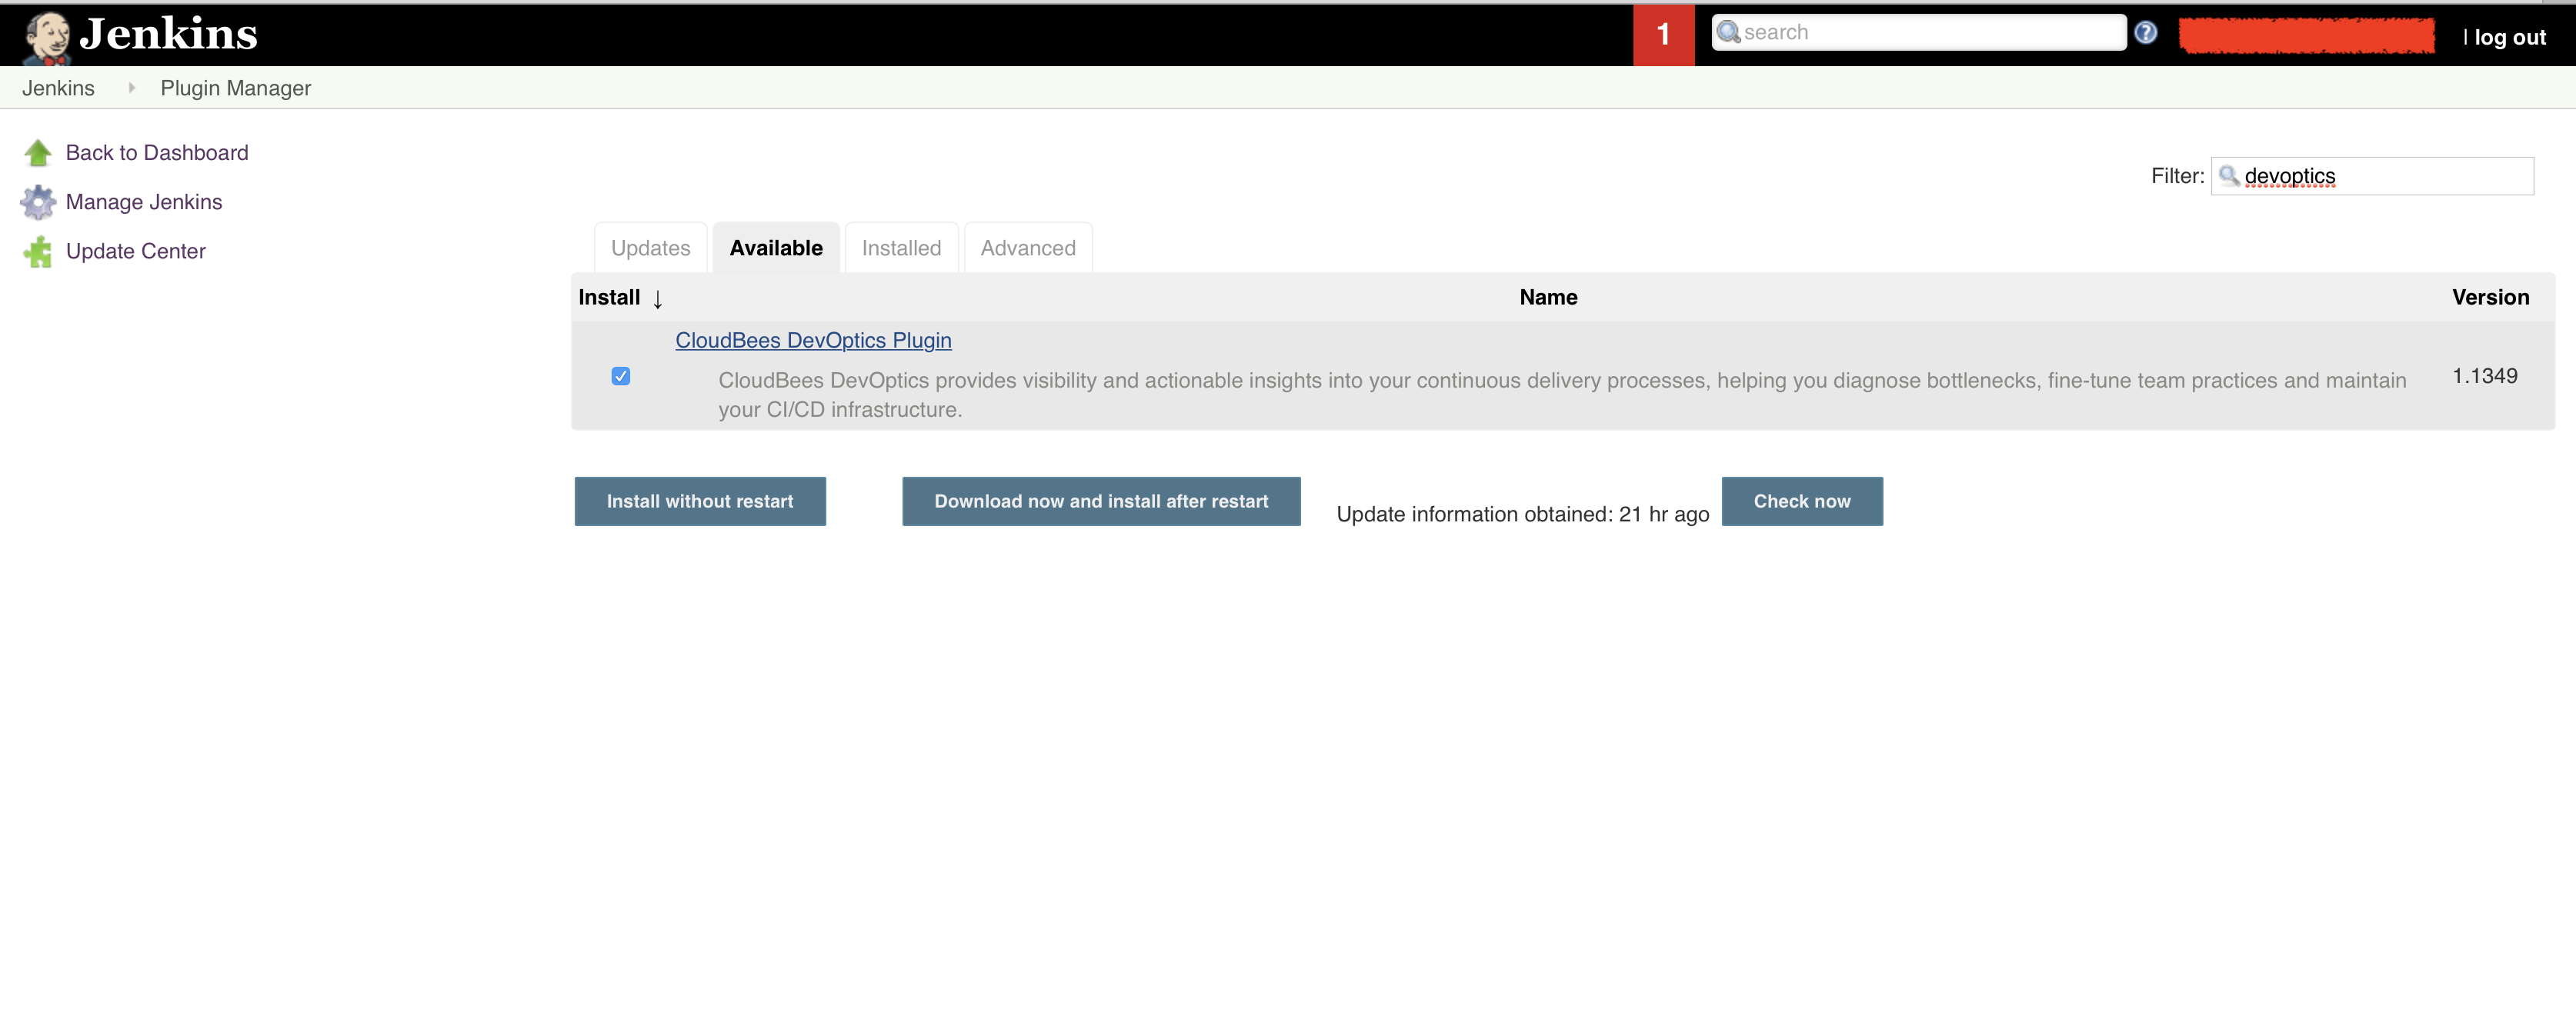 Jenkins
1
search
| log out
Jenkins
Plugin Manager
Back to Dashboard
Manage Jenkins
Update Center
Filter: devoptics
Updates
Available
Installed
Advanced
Install ↓
Name
Version
CloudBees DevOptics Plugin
CloudBees DevOptics provides visibility and actionable insights into your continuous delivery processes, helping you diagnose bottlenecks, fine-tune team practices and maintain
your CI/CD infrastructure.
1.1349
Install without restart
Download now and install after restart
Update information obtained: 21 hr ago
Check now